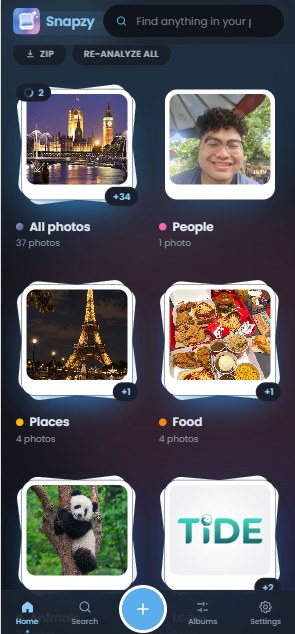 Snapzy
Find anything in your p
ZIP
RE-ANALYZE ALL
2
+34
All photos
37 photos
People
1 photo
+1
Places
4 photos
+1
Food
4 photos
TiDE
+2
Home
Search
+
Albums
Settings